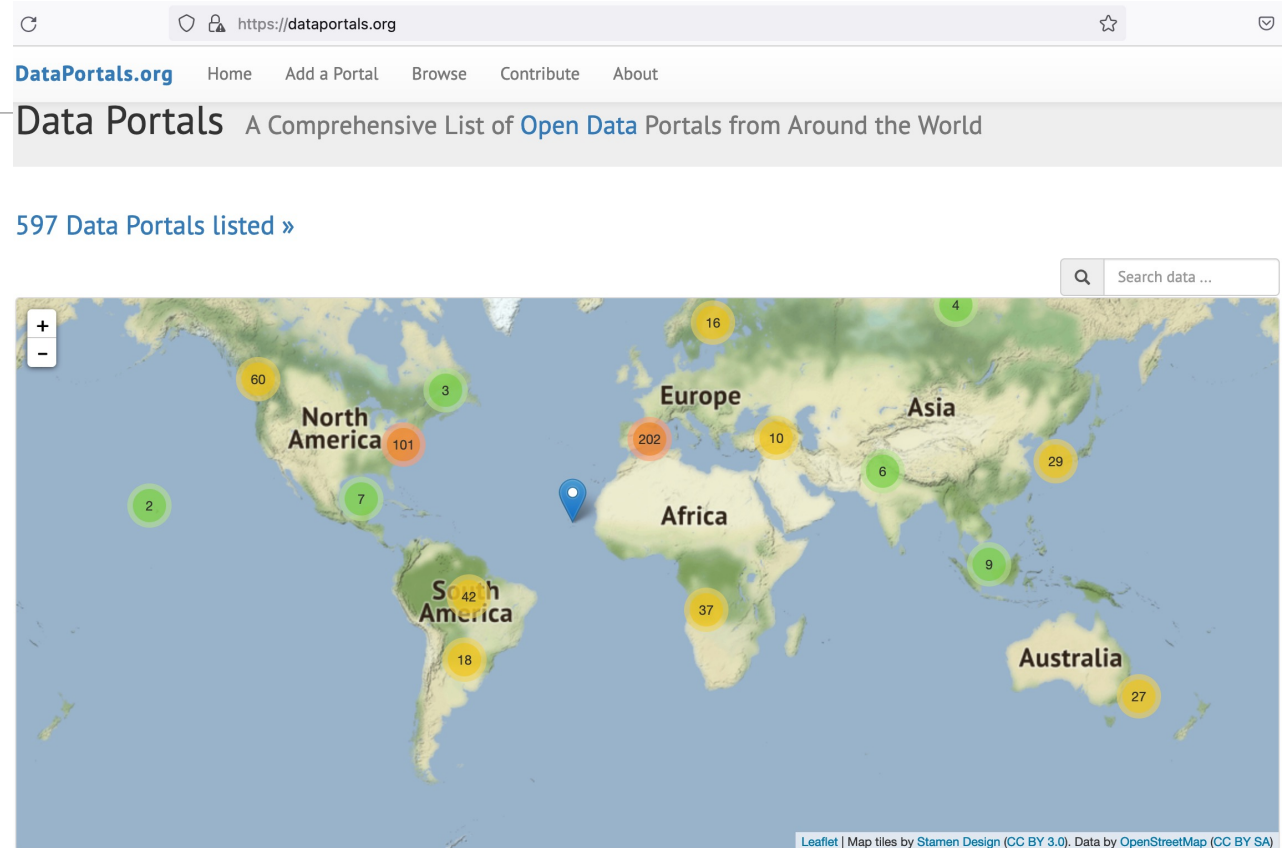 https://dataportals.org
DataPortals.org Home Add a Portal Browse Contribute About
Data Portals A Comprehensive List of Open Data Portals from Around the World
597 Data Portals listed »
Search data ...
+
-
4
16
60
3
Europe
North
America
Asia
101
202
10
29
6
2
7
Africa
9
South
42
America
37
18
Australia
27
Leaflet | Map tiles by Stamen Design (CC BY 3.0). Data by OpenStreetMap (CC BY SA)